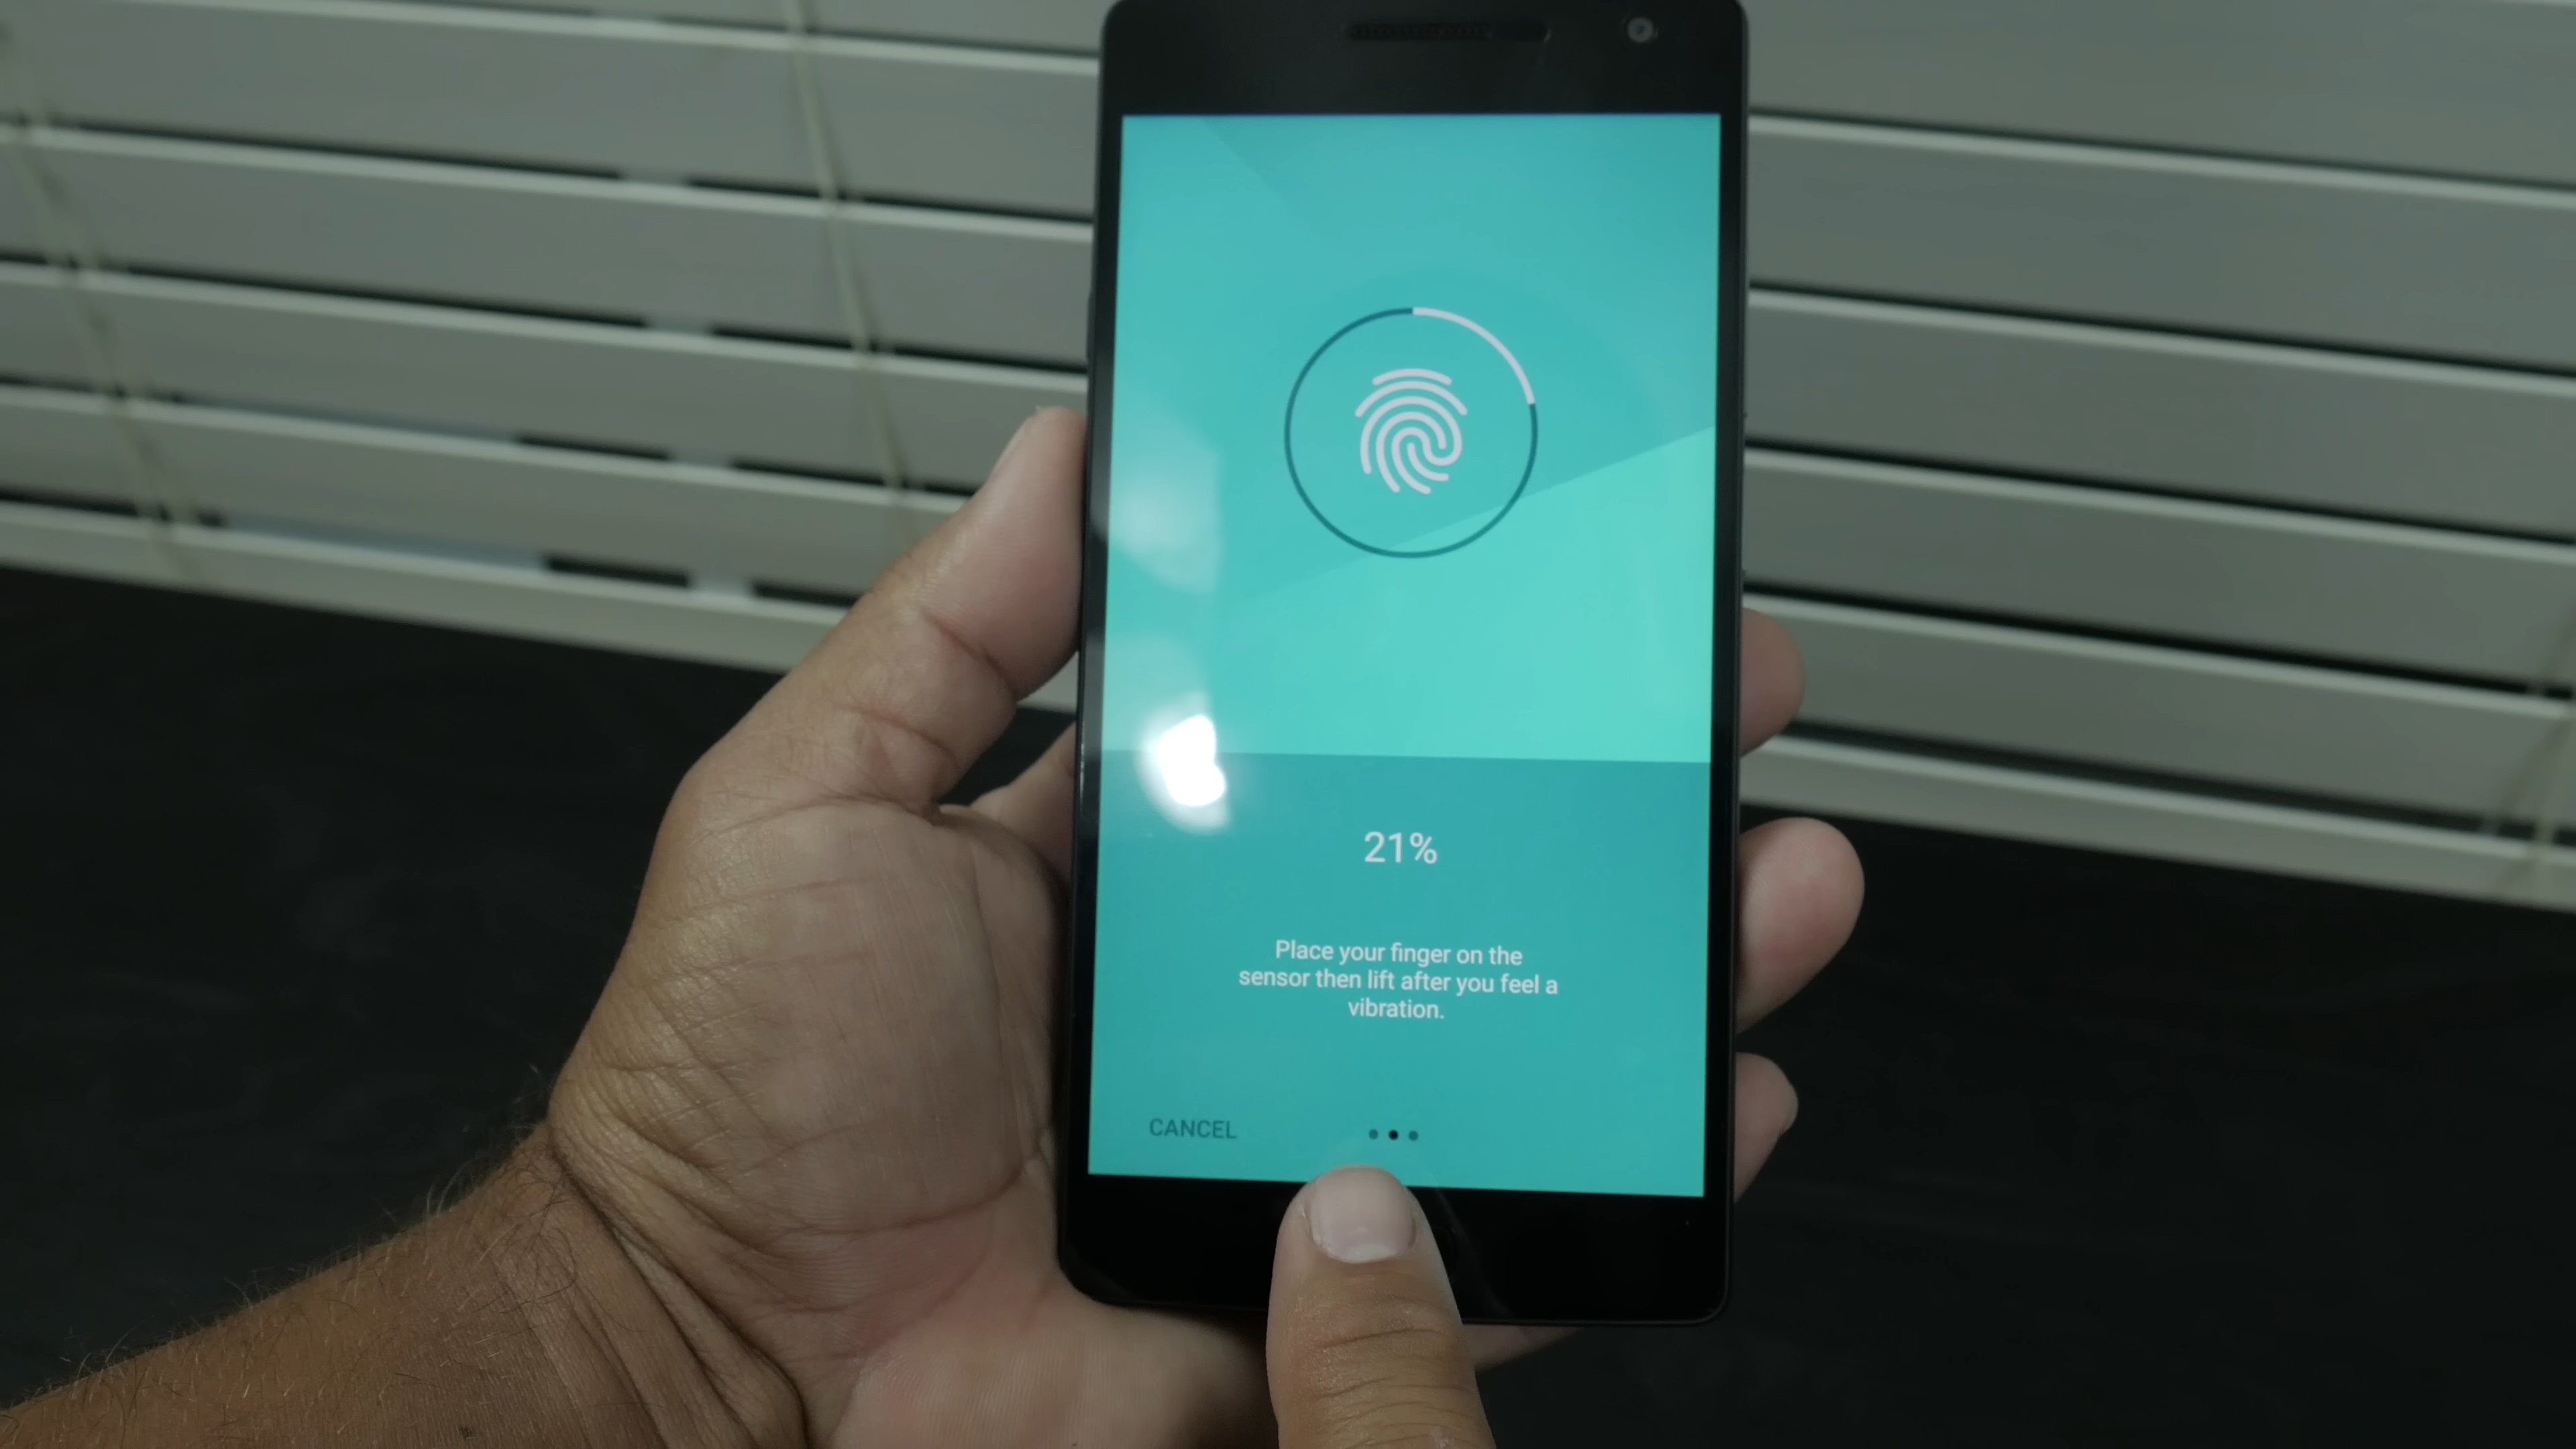 21%
Place your finger on the
sensor then lift after you feel a
vibration.
CANCEL